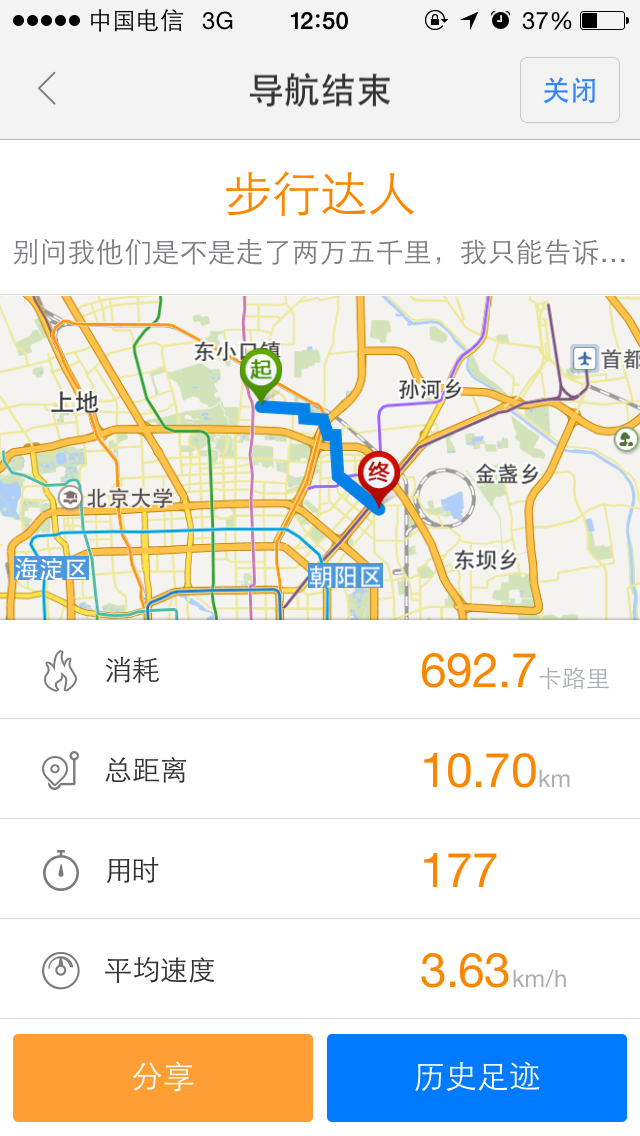 中国电信 3G 12:50 37%
导航结束
关闭
步行达人
别问我他们是不是走了两万五千里，我只能告诉...
东小口镇
起
首都
上地
孙河乡
终
金盏乡
北京大学
东坝乡
海淀区
朝阳区
消耗 692.7卡路里
总距离 10.70km
用时 177
平均速度 3.63km/h
分享
历史足迹